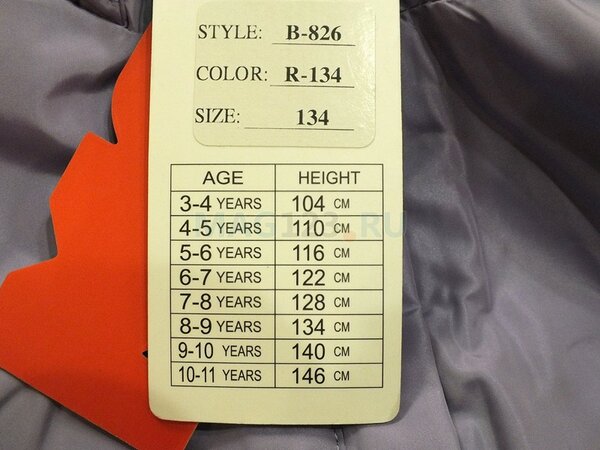 STYLE: B-826
COLOR: R-134
SIZE: 134
AGE HEIGHT
3-4 YEARS 104 CM
4-5 YEARS 110 CM
MAG123.RU
5-6 YEARS 116 CM
6-7 YEARS 122 CM
7-8 YEARS 128 CM
8-9 YEARS 134 CM
9-10 YEARS 140 CM
10-11 YEARS 146 CM